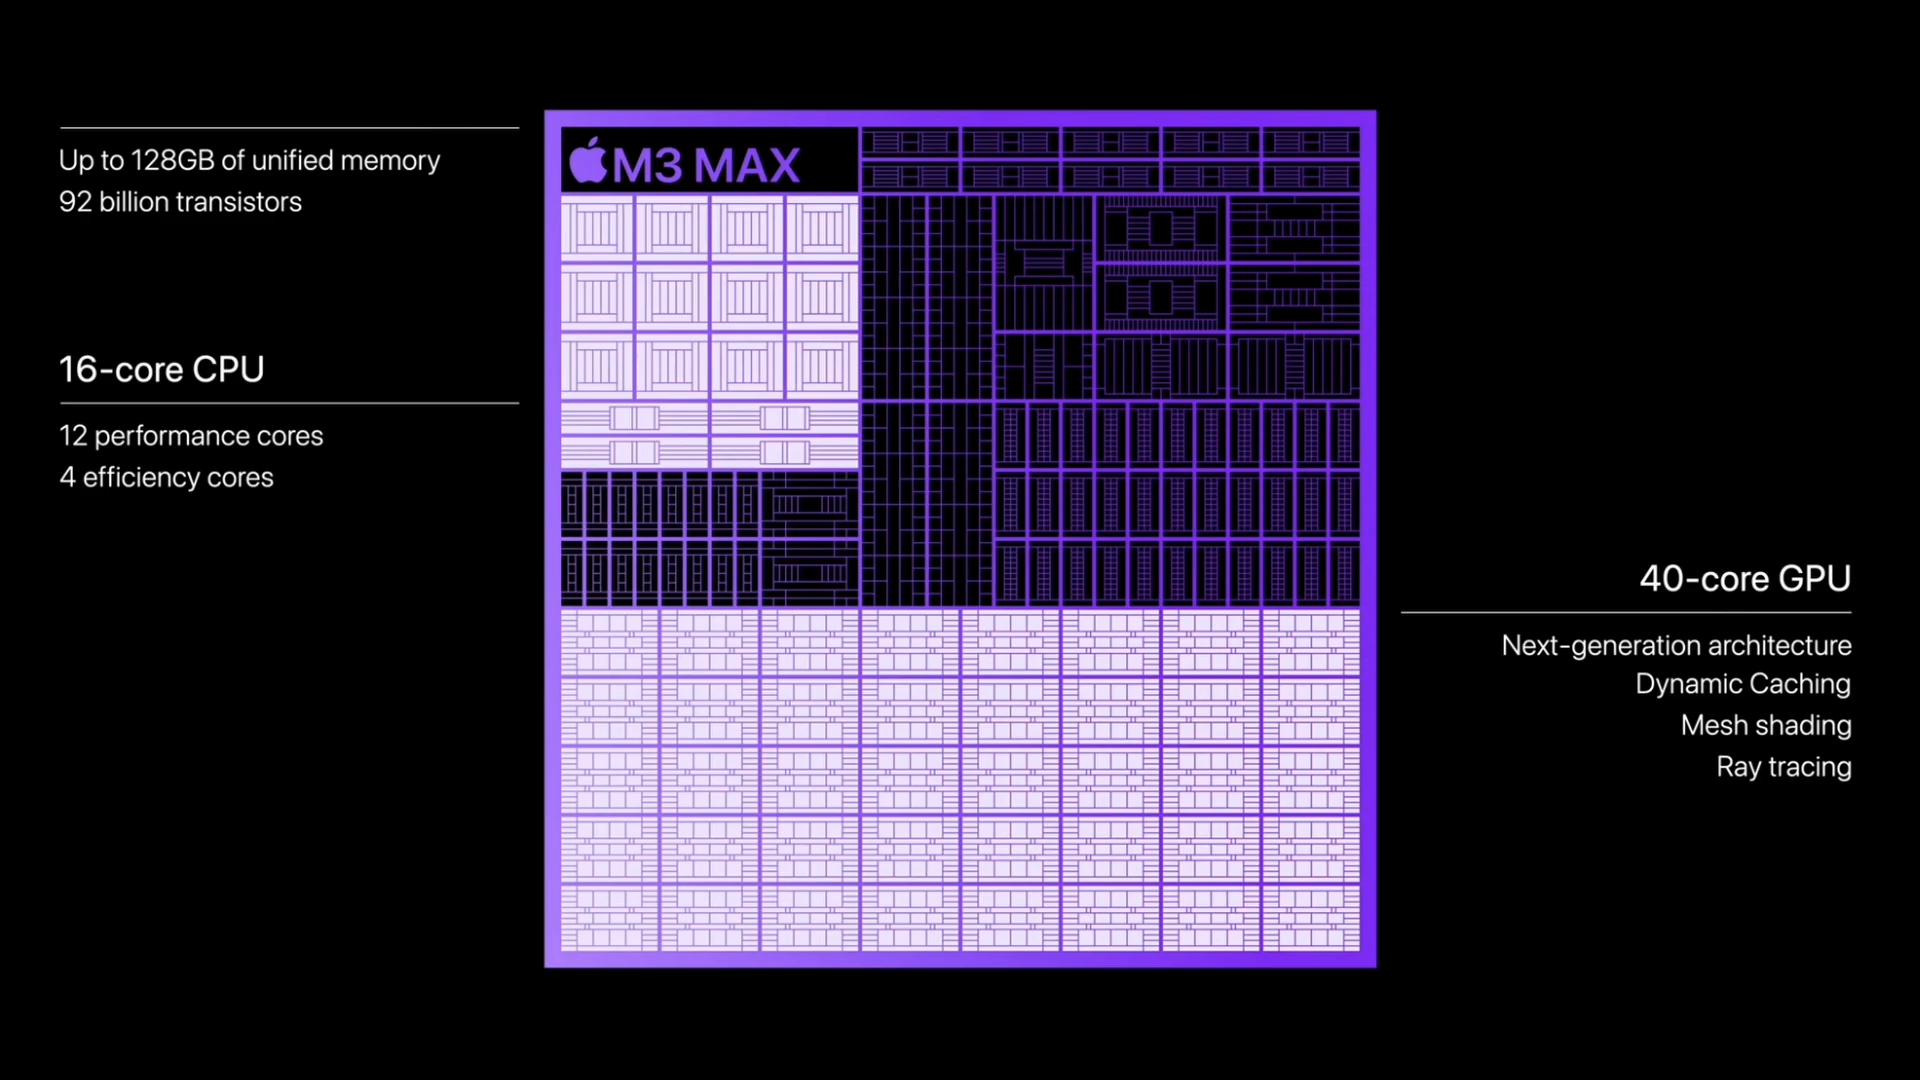 Up to 128GB of unified memory
92 billion transistors
16-core CPU
12 performance cores
4 efficiency cores
M3 MAX
40-core GPU
Next-generation architecture
Dynamic Caching
Mesh shading
Ray tracing